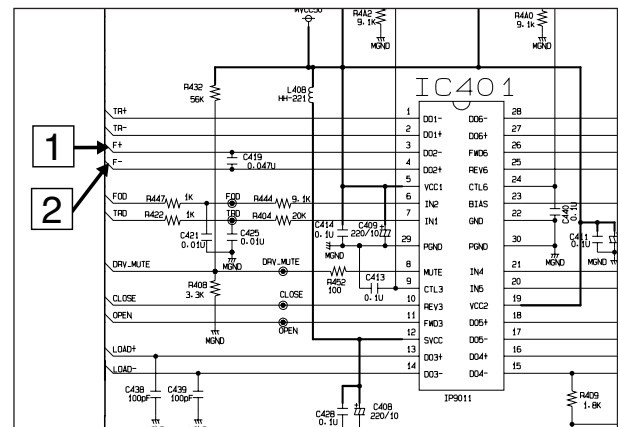 MVCC50
R4A2
9.1K
MGND
R4A0
9.1K
MGND
R432
56K
L408
HH-221
IC401
TR+
TR-
1
F+
F-
2
C419
0.047U
FOD
R447
1K
FOD
R444
9.1K
TRD
R422
1K
TRD
R404
20K
C421
0.01U
C425
0.01U
MGND
C414
0.1U
C409
220/10
MGND
DRV_MUTE
DRV_MUTE
R408
3.3K
MGND
R452
100
C413
0.1U
CLOSE
CLOSE
OPEN
OPEN
LOAD+
LOAD-
C438
100pF
C439
100pF
C428
0.1U
C408
220/10
1 DO1- DO6- 28
2 DO1+ DO6+ 27
3 DO2- FWD6 26
4 DO2+ REV6 25
5 VCC1 CTL6 24
6 IN2 BIAS 23
7 IN1 GND 22
29 PGND PGND 30
8 MUTE IN4 21
9 CTL3 IN5 20
10 REV3 VCC2 19
11 FWD3 DO5+ 18
12 SVCC DO5- 17
13 DO3+ DO4+ 16
14 DO3- DO4- 15
IP9011
C440
0.1U
MGND
C411
0.1U
MGND
R409
1.8K